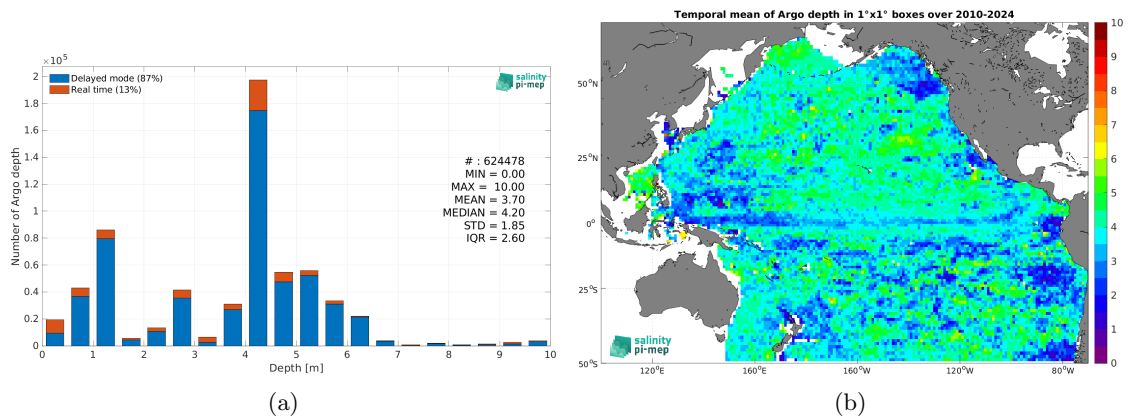 ×10⁵
2
1.8
1.6
1.4
1.2
1
0.8
0.6
0.4
0.2
0
Number of Argo depth
Delayed mode (87%)
Real time (13%)
salinity
pi-mep
# : 624478
MIN = 0.00
MAX = 10.00
MEAN = 3.70
MEDIAN = 4.20
STD = 1.85
IQR = 2.60
0 1 2 3 4 5 6 7 8 9 10
Depth [m]
(a)
Temporal mean of Argo depth in 1°x1° boxes over 2010-2024
50°N
25°N
0°
25°S
50°S
120°E
160°E
160°W
120°W
80°W
salinity
pi-mep
10
9
8
7
6
5
4
3
2
1
0
(b)